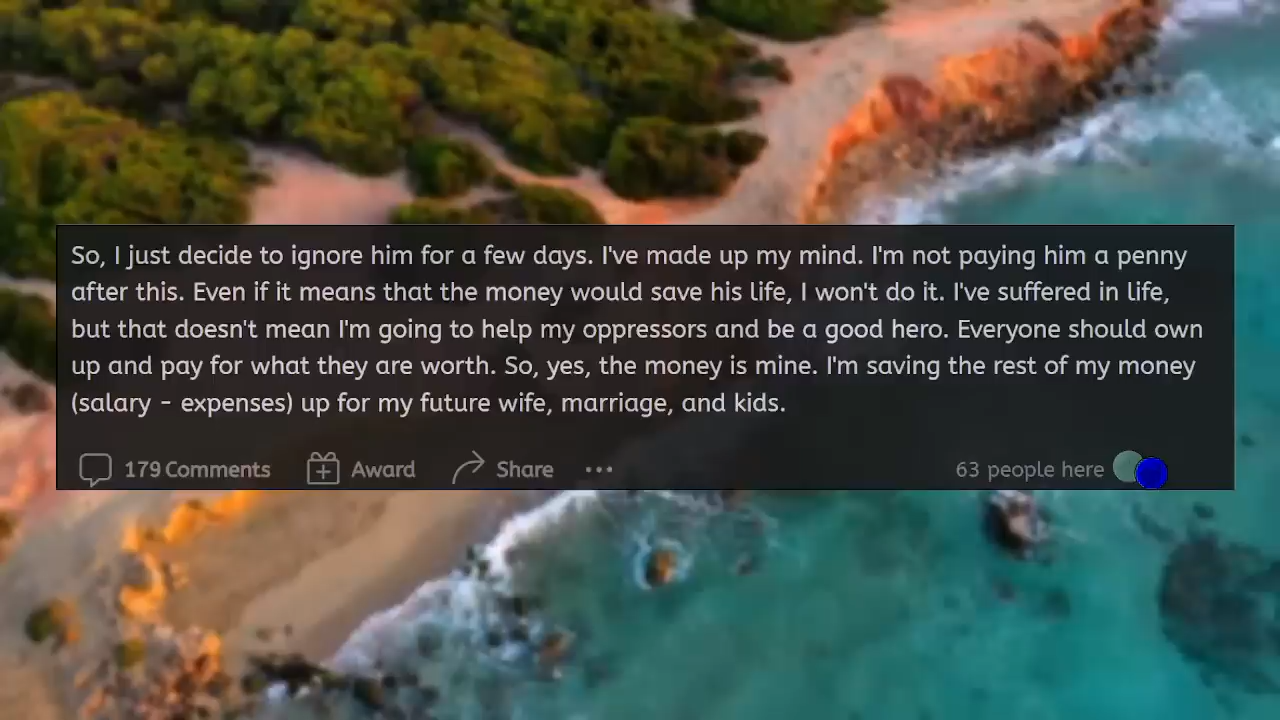 So, I just decide to ignore him for a few days. I've made up my mind. I'm not paying him a penny
after this. Even if it means that the money would save his life, I won't do it. I've suffered in life,
but that doesn't mean I'm going to help my oppressors and be a good hero. Everyone should own
up and pay for what they are worth. So, yes, the money is mine. I'm saving the rest of my money
(salary - expenses) up for my future wife, marriage, and kids.
179 Comments Award Share ••• 63 people here